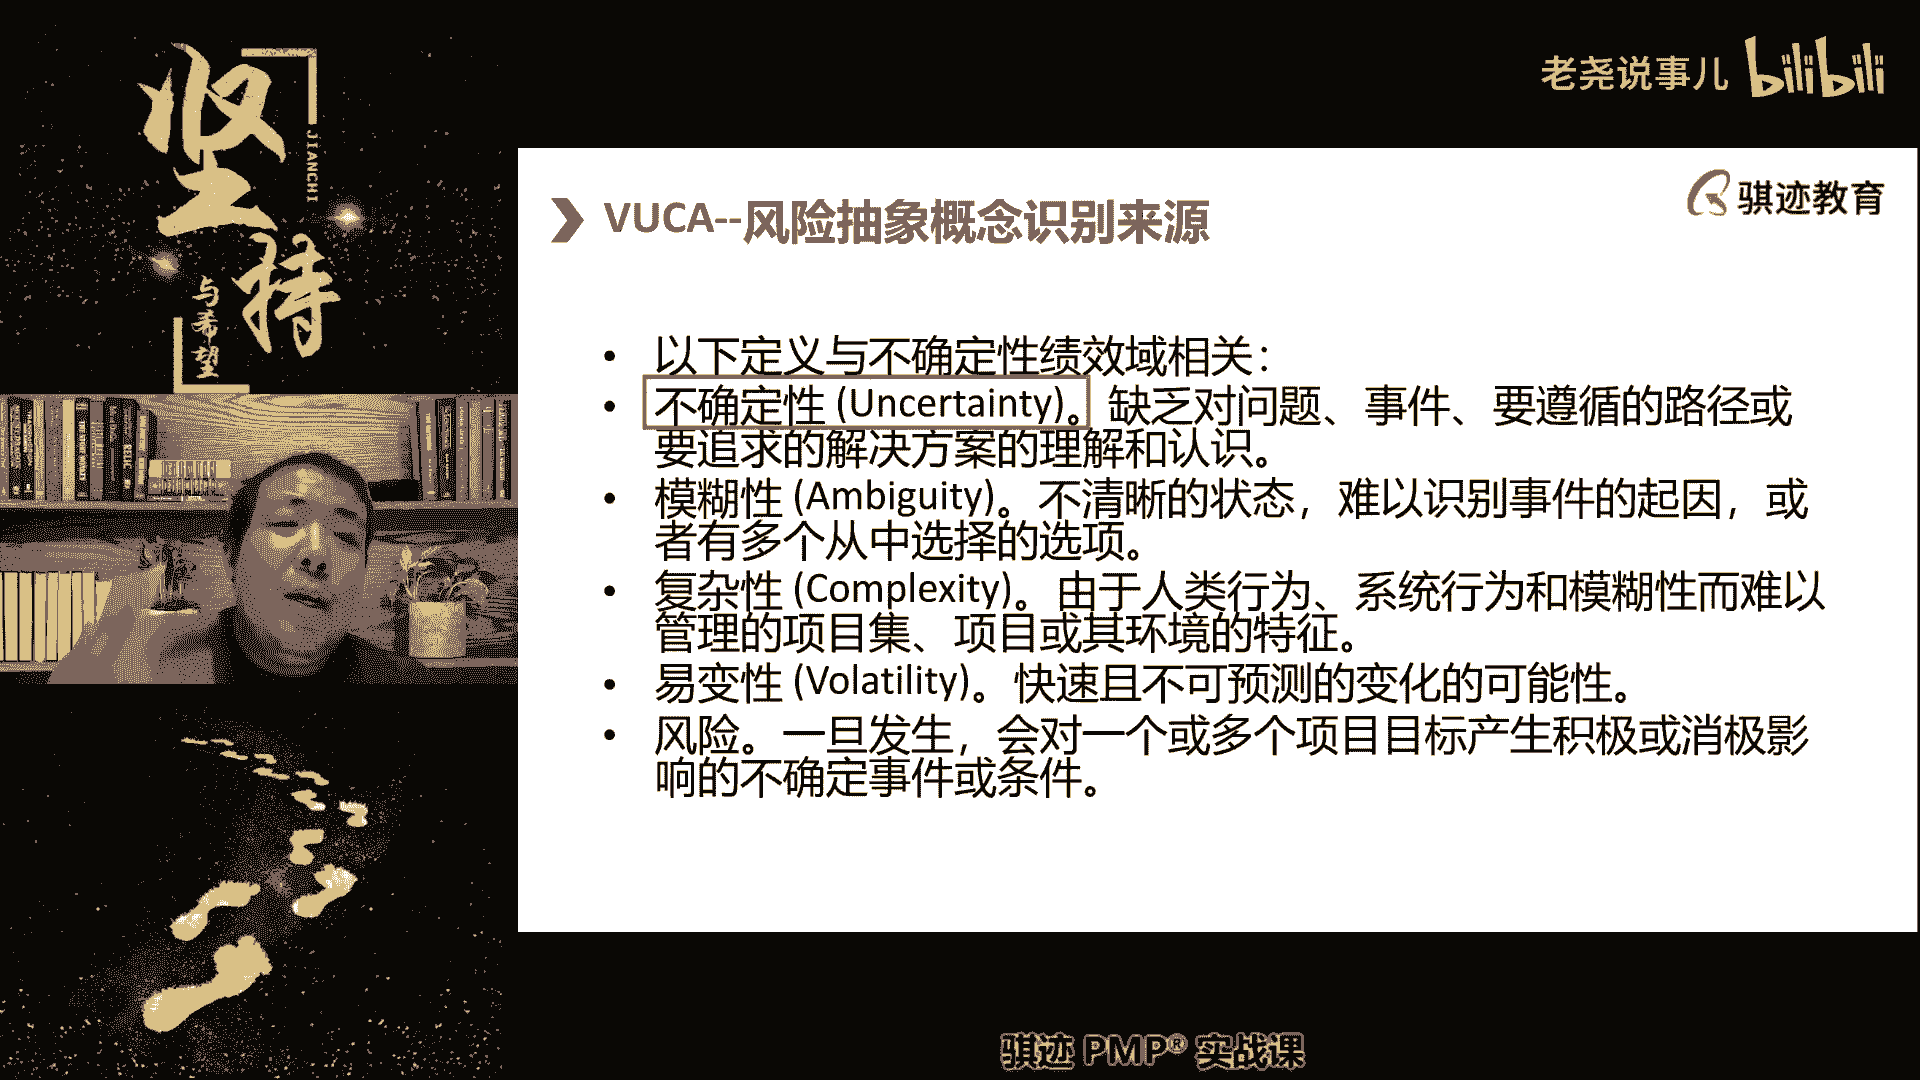 坚持
JIANCHI
与希望
老尧说事儿 bilibili
骐迹教育
VUCA--风险抽象概念识别来源
• 以下定义与不确定性绩效域相关：
• 不确定性 (Uncertainty)。缺乏对问题、事件、要遵循的路径或
要追求的解决方案的理解和认识。
• 模糊性 (Ambiguity)。不清晰的状态，难以识别事件的起因，或
者有多个从中选择的选项。
• 复杂性 (Complexity)。由于人类行为、系统行为和模糊性而难以
管理的项目集、项目或其环境的特征。
• 易变性 (Volatility)。快速且不可预测的变化的可能性。
• 风险。一旦发生，会对一个或多个项目目标产生积极或消极影
响的不确定事件或条件。
骐迹 PMP® 实战课